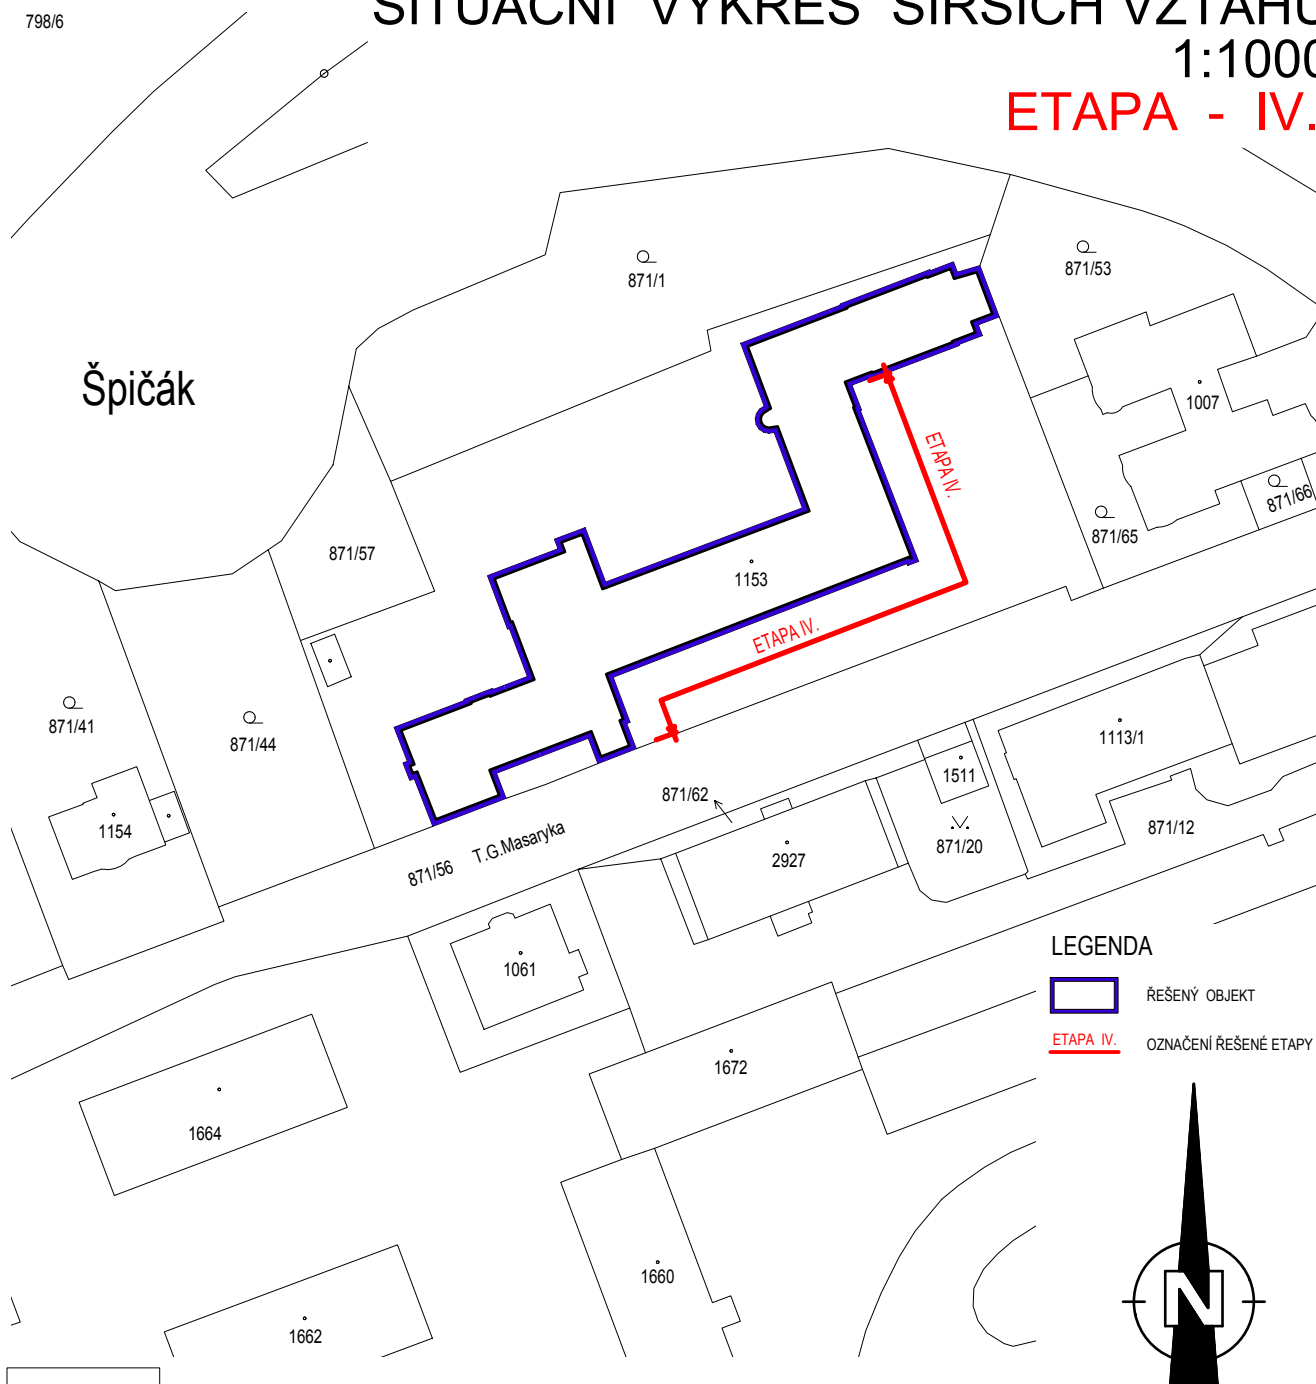 798/6
SITUAČNÍ VÝKRES ŠIRŠÍCH VZTAHŮ
1:1000
ETAPA - IV.
871/1
871/53
Špičák
1007
ETAPA IV.
871/66
871/65
871/57
1153
ETAPA IV.
871/41
871/44
1113/1
1511
871/62
1154
871/12
871/20
2927
871/56 T.G.Masaryka
1061
LEGENDA
ŘEŠENÝ OBJEKT
ETAPA IV. OZNAČENÍ ŘEŠENÉ ETAPY
1672
1664
1660
1662
N